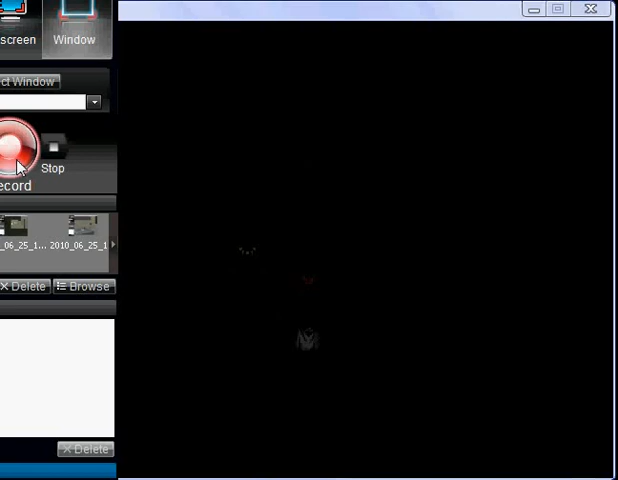 screen Window
ct Window
Stop
ecord
_06_25_1... 2010_06_25_1
Delete Browse
Delete